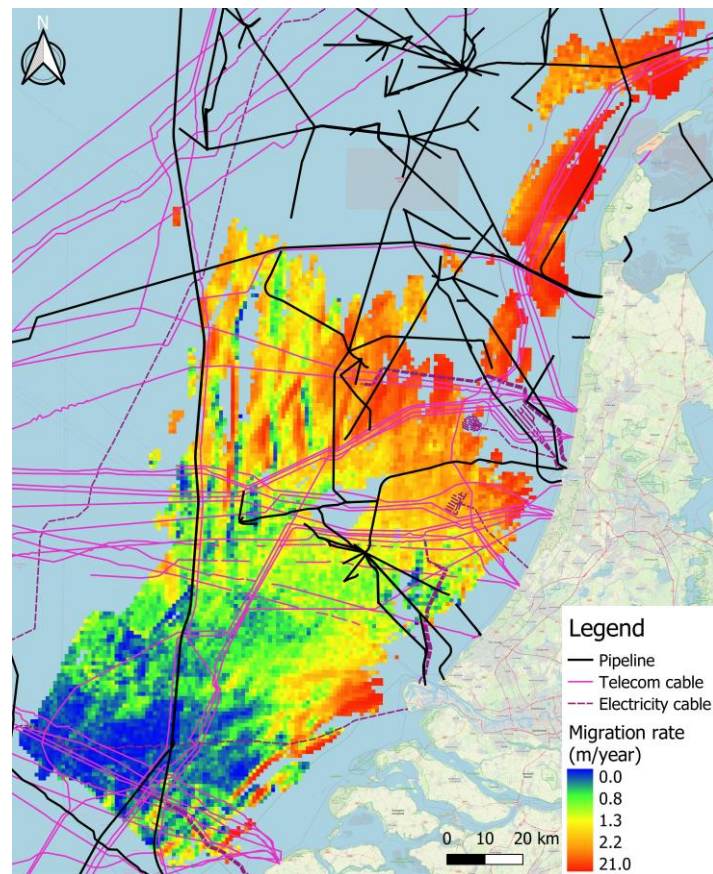 N
Legend
Pipeline
Telecom cable
Electricity cable
Migration rate
(m/year)
0.0
0.8
1.3
2.2
21.0
0 10 20 km